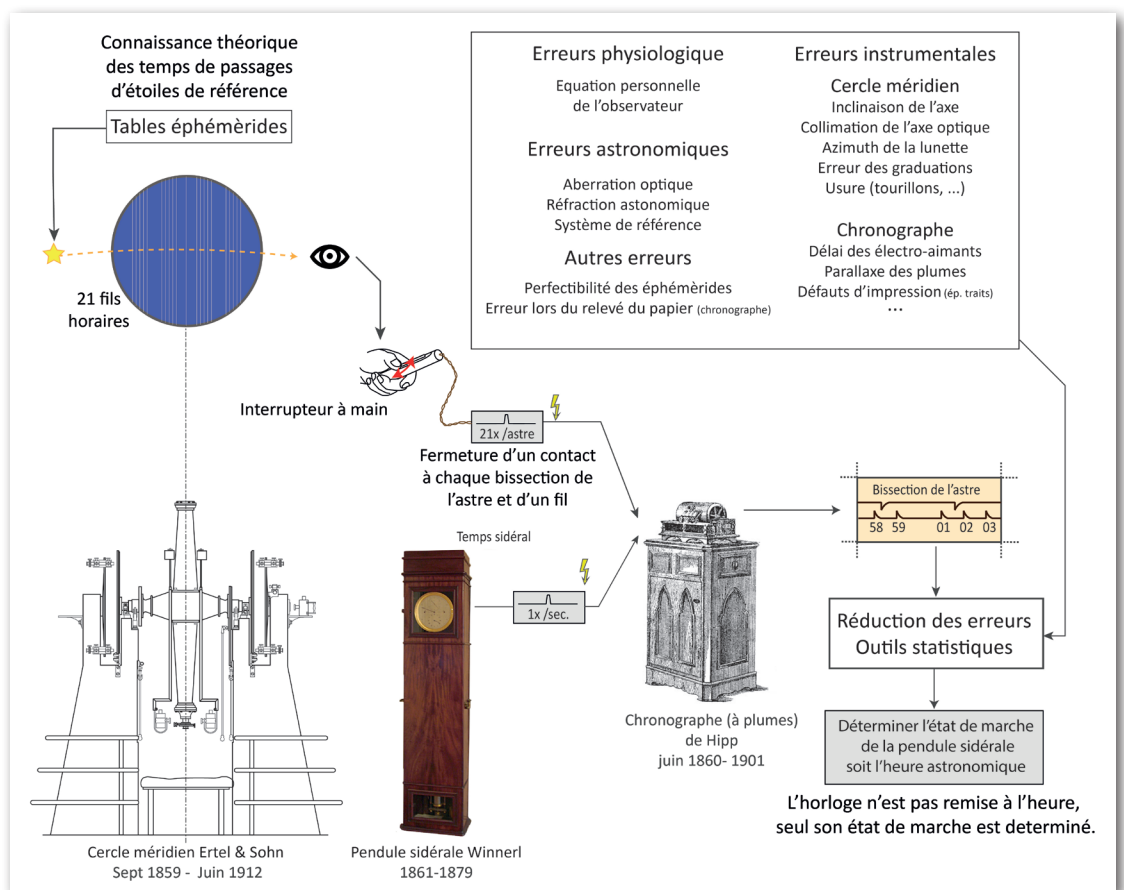 Connaissance théorique
des temps de passages
d'étoiles de référence
Tables éphémèrides
21 fils
horaires
Erreurs physiologique
Equation personnelle
de l'observateur
Erreurs astronomiques
Aberration optique
Réfraction astonomique
Système de référence
Autres erreurs
Perfectibilité des éphémèrides
Erreur lors du relevé du papier (chronographe)
Erreurs instrumentales
Cercle méridien
Inclinaison de l'axe
Collimation de l'axe optique
Azimuth de la lunette
Erreur des graduations
Usure (tourillons, ...)
Chronographe
Délai des électro-aimants
Parallaxe des plumes
Défauts d'impression (ép. traits)
...
Interrupteur à main
21x /astre
Fermeture d'un contact
à chaque bissection de
l'astre et d'un fil
Temps sidéral
1x /sec.
Bissection de l'astre
58 59 01 02 03
Réduction des erreurs
Outils statistiques
Chronographe (à plumes)
de Hipp
juin 1860- 1901
Déterminer l'état de marche
de la pendule sidérale
soit l'heure astronomique
L'horloge n'est pas remise à l'heure,
seul son état de marche est determiné.
Cercle méridien Ertel & Sohn
Sept 1859 - Juin 1912
Pendule sidérale Winnerl
1861-1879